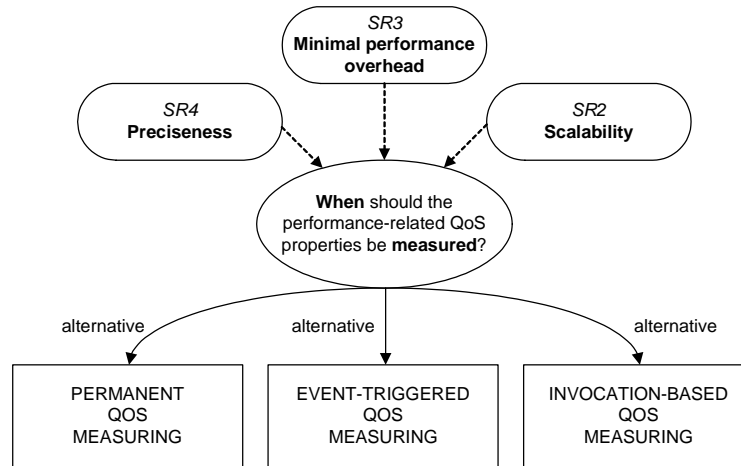 SR3
Minimal performance
overhead
SR4
Preciseness
SR2
Scalability
When should the
performance-related QoS
properties be measured?
alternative
alternative
alternative
PERMANENT
QOS
MEASURING
EVENT-TRIGGERED
QOS
MEASURING
INVOCATION-BASED
QOS
MEASURING